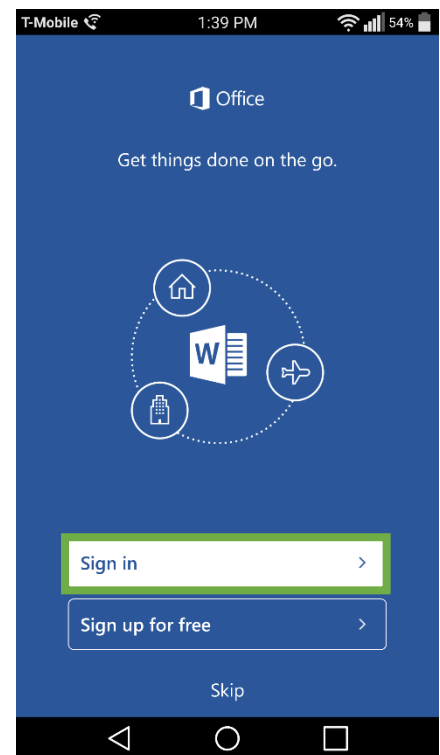 T-Mobile 1:39 PM 54%
Office
Get things done on the go.
W
Sign in
Sign up for free
Skip